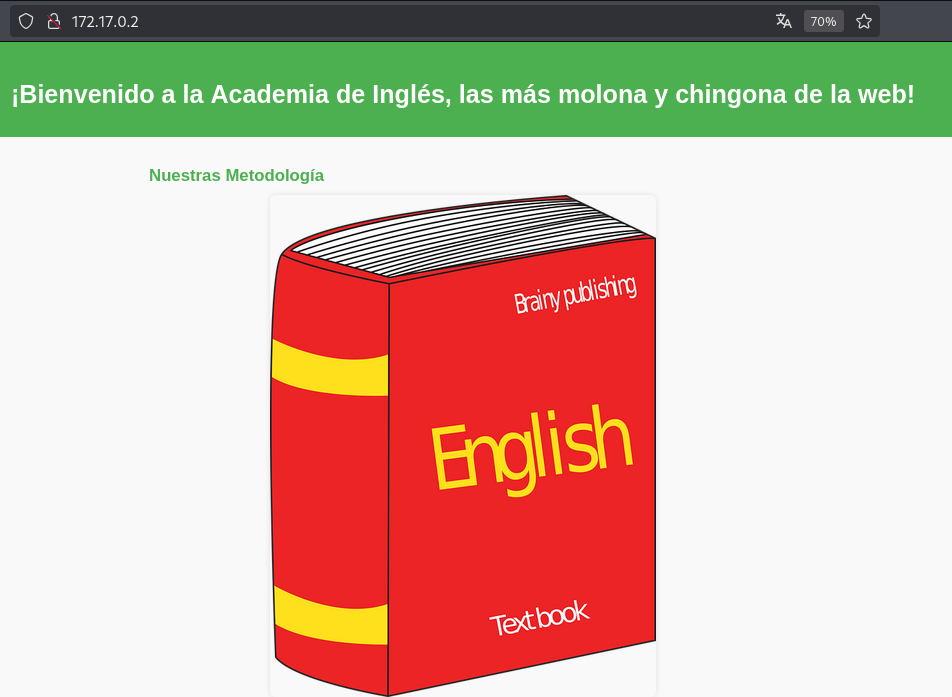 172.17.0.2
70%
¡Bienvenido a la Academia de Inglés, las más molona y chingona de la web!
Nuestras Metodología
Brainy publishing
English
Text book